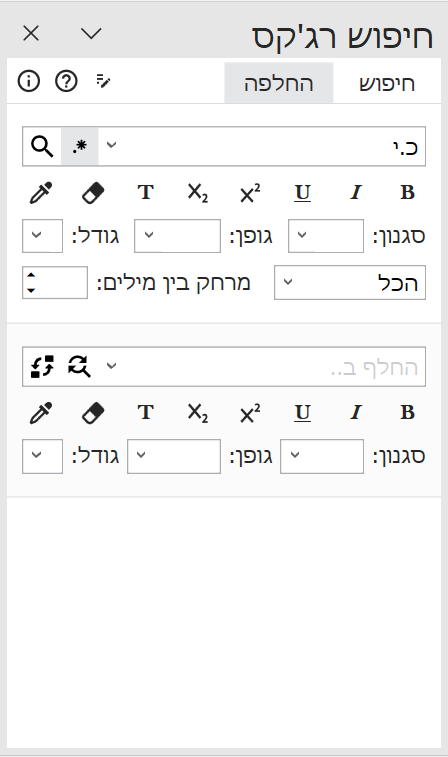 חיפוש רג'קס
חיפוש החלפה
כ.י .*
B I U X² X₂ T
סגנון: גופן: גודל:
הכל מרחק בין מילים:
החלף ב..
B I U X² X₂ T
סגנון: גופן: גודל: